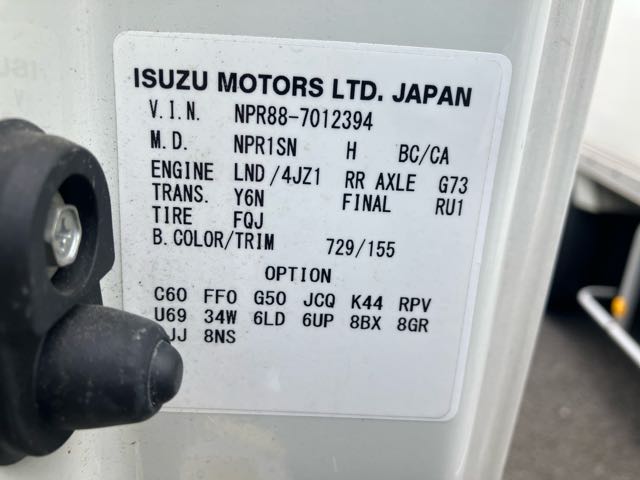 ISUZU MOTORS LTD. JAPAN
V.I.N. NPR88-7012394
M.D. NPR1SN H BC/CA
ENGINE LND/4JZ1 RR AXLE G73
TRANS. Y6N FINAL RU1
TIRE FQJ
B.COLOR/TRIM 729/155
OPTION
C60 FF0 G50 JCQ K44 RPV
U69 34W 6LD 6UP 8BX 8GR
8NS